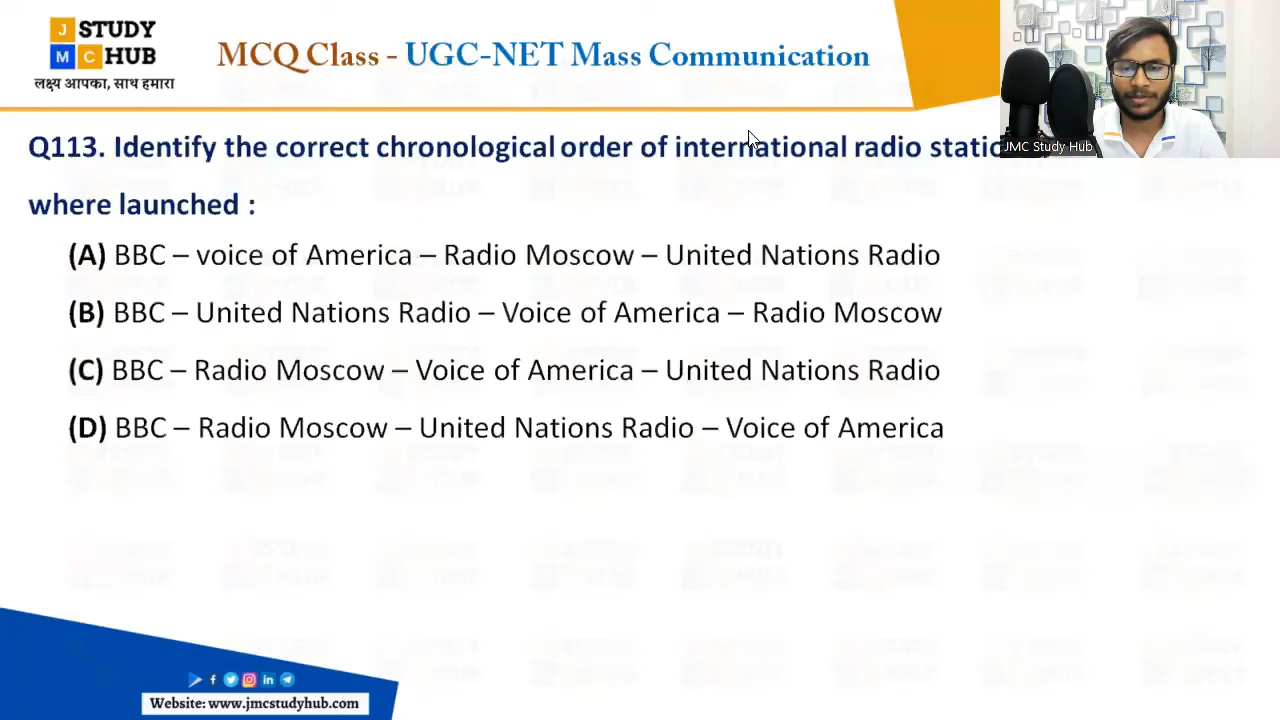 J STUDY
M C HUB
लक्ष्य आपका, साथ हमारा
MCQ Class - UGC-NET Mass Communication
JMC Study Hub
Q113. Identify the correct chronological order of international radio
where launched :
(A) BBC – voice of America – Radio Moscow – United Nations Radio
(B) BBC – United Nations Radio – Voice of America – Radio Moscow
(C) BBC – Radio Moscow – Voice of America – United Nations Radio
(D) BBC – Radio Moscow – United Nations Radio – Voice of America
Website: www.jmcstudyhub.com